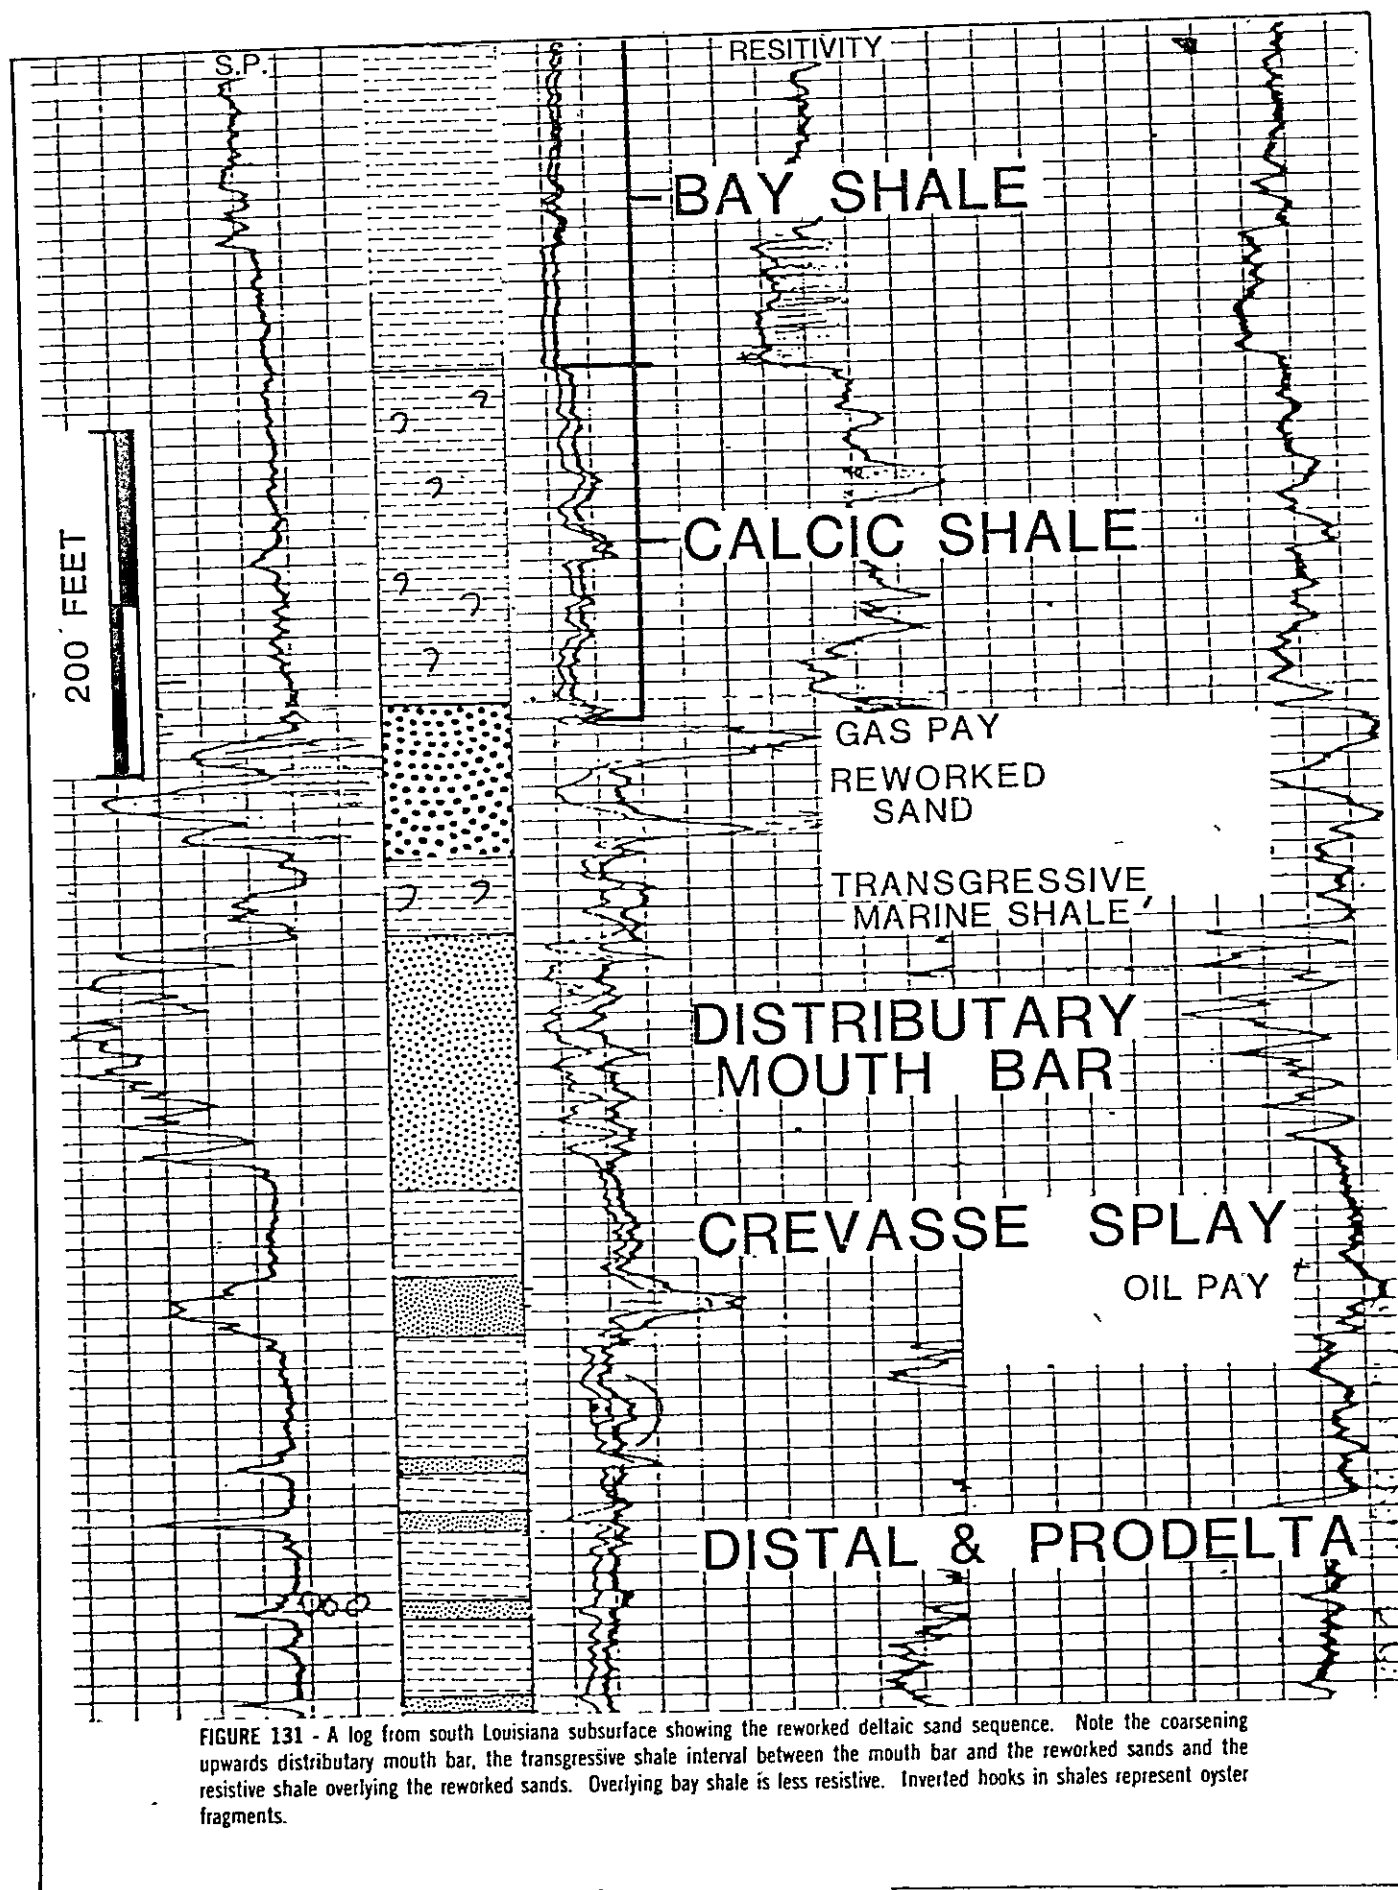 S.P.
RESITIVITY
BAY SHALE
200 FEET
CALCIC SHALE
GAS PAY
REWORKED
SAND
TRANSGRESSIVE
MARINE SHALE
DISTRIBUTARY
MOUTH BAR
CREVASSE SPLAY
OIL PAY
DISTAL & PRODELTA
FIGURE 131 - A log from south Louisiana subsurface showing the reworked deltaic sand sequence. Note the coarsening
upwards distributary mouth bar, the transgressive shale interval between the mouth bar and the reworked sands and the
resistive shale overlying the reworked sands. Overlying bay shale is less resistive. Inverted hooks in shales represent oyster
fragments.